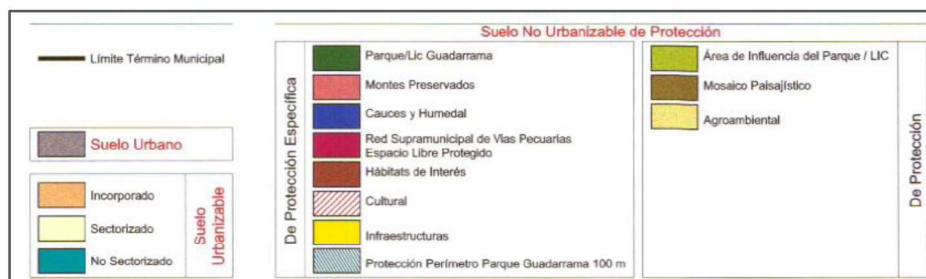 Límite Término Municipal
Suelo Urbano
Incorporado
Sectorizado
No Sectorizado
Suelo
Urbanizable
Suelo No Urbanizable de Protección
De Protección Específica
Parque/Lic Guadarrama
Montes Preservados
Cauces y Humedal
Red Supramunicipal de Vías Pecuarias
Espacio Libre Protegido
Hábitats de Interés
Cultural
Infraestructuras
Protección Perímetro Parque Guadarrama 100 m
Área de Influencia del Parque / LIC
Mosaico Paisajístico
Agroambiental
De Protección